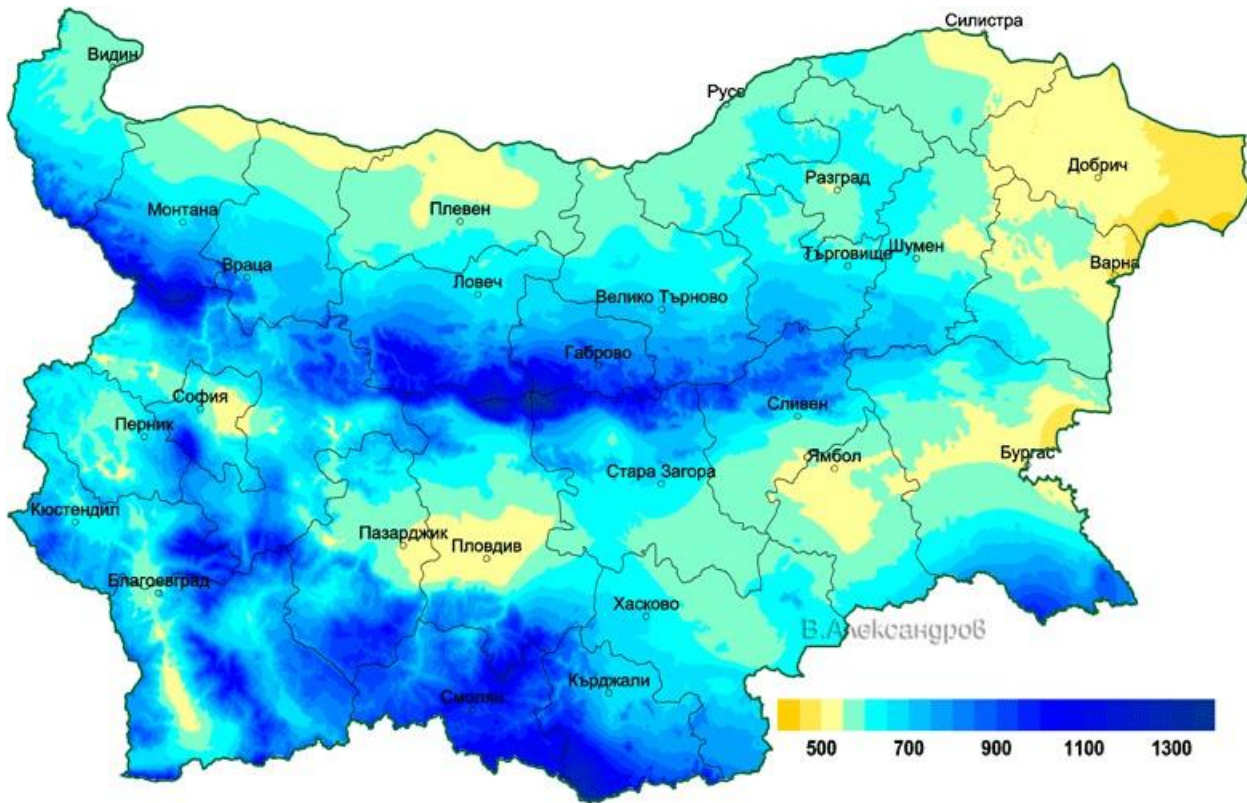 Силистра
Видин
Русе
Добрич
Разград
Плевен
Монтана
Търговище
Шумен
Варна
Враца
Ловеч
Велико Търново
Габрово
София
Сливен
Перник
Ямбол
Бургас
Стара Загора
Кюстендил
Пазарджик
Пловдив
Благоевград
Хасково
В.Александров
Смолян
Кърджали
500 700 900 1100 1300